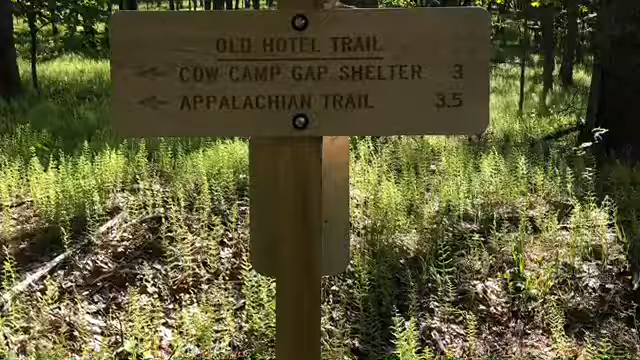 OLD HOTEL TRAIL
COW CAMP GAP SHELTER 3
APPALACHIAN TRAIL 3.5